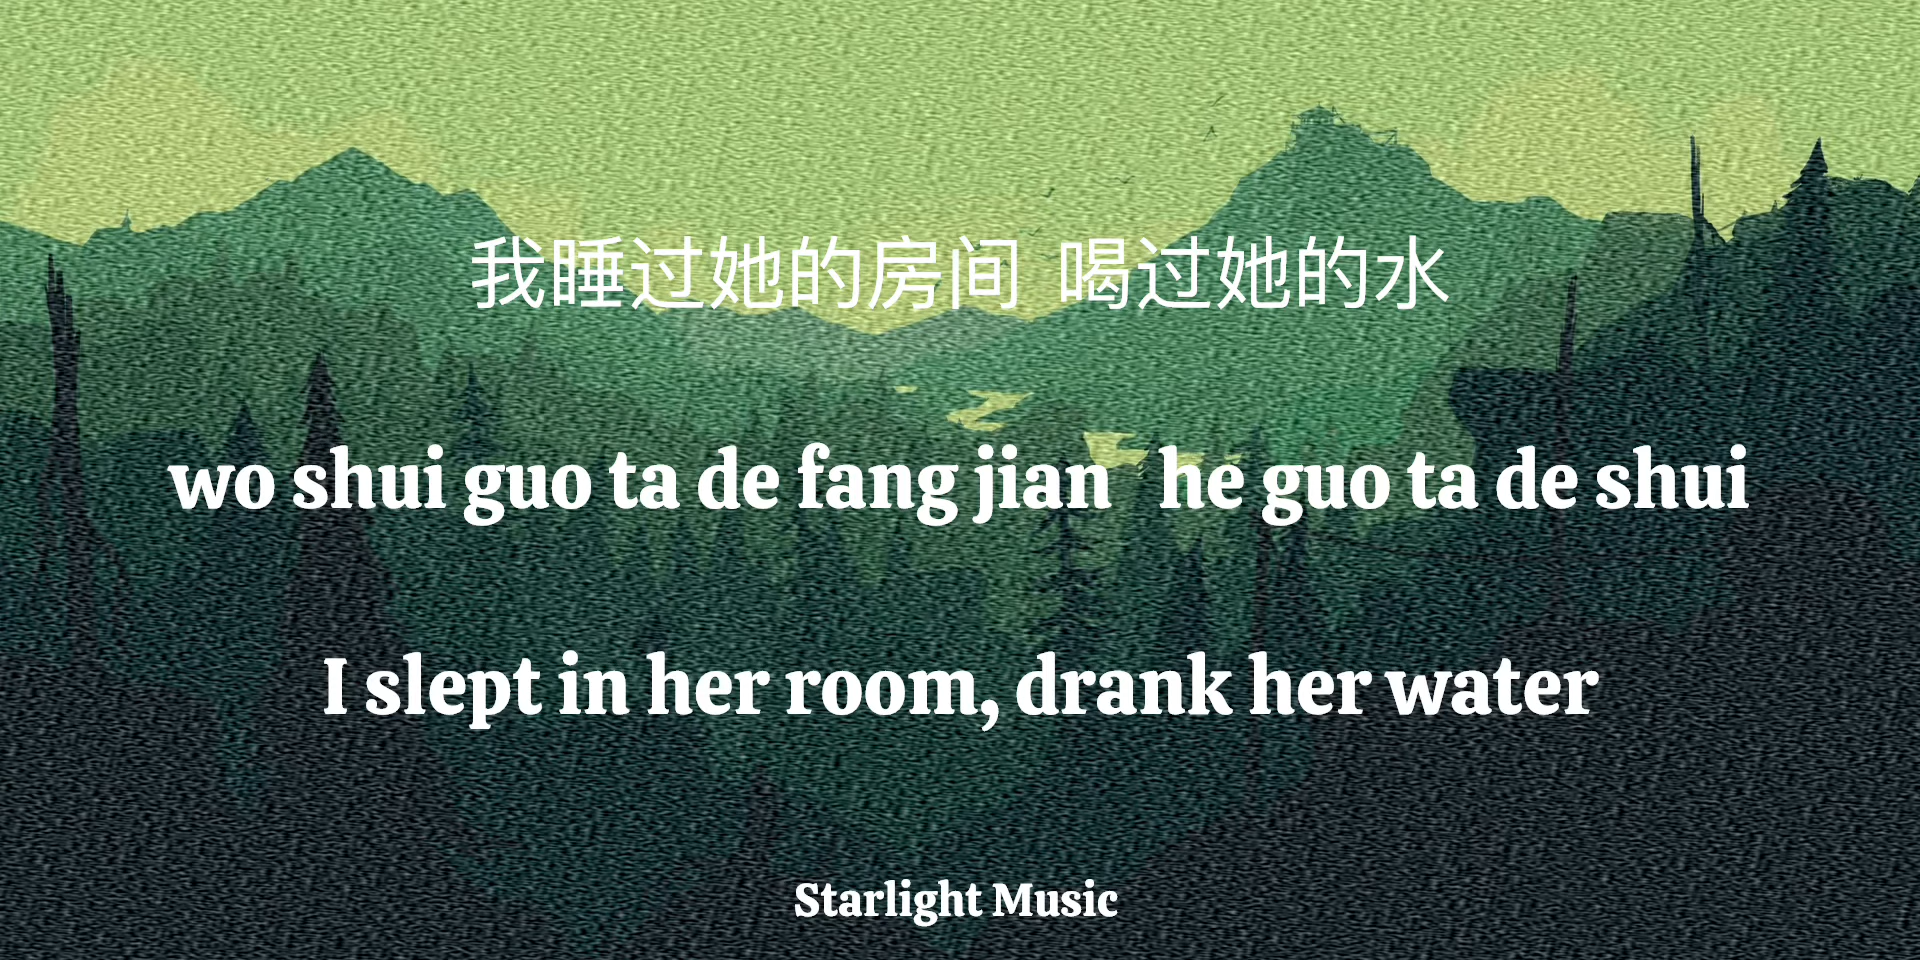 我睡过她的房间 喝过她的水
wo shui guo ta de fang jian he guo ta de shui
I slept in her room, drank her water
Starlight Music